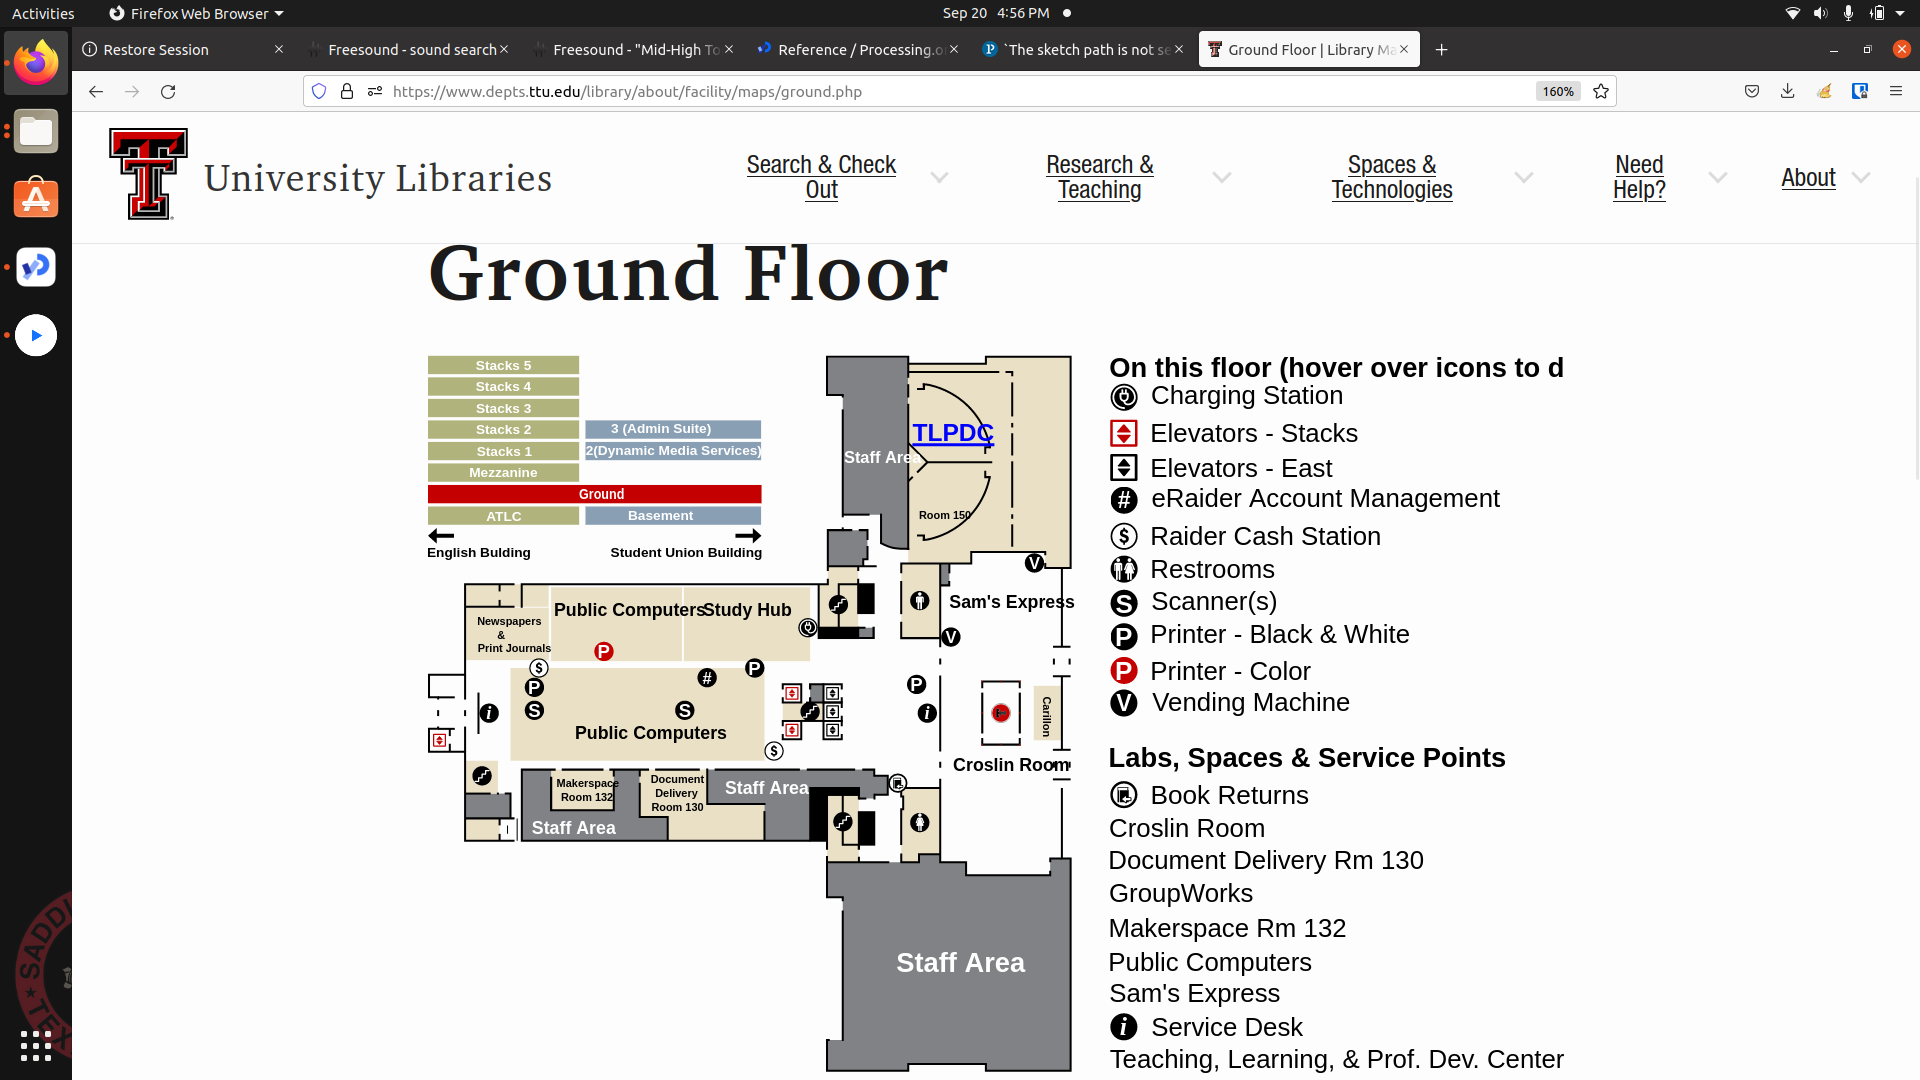 Activities
Firefox Web Browser
Sep 20 4:56 PM
Restore Session
Freesound - sound search
Freesound - "Mid-High To
Reference / Processing.o
`The sketch path is not se
Ground Floor | Library Ma
https://www.depts.ttu.edu/library/about/facility/maps/ground.php
160%
University Libraries
Search & Check
Out
Research &
Teaching
Spaces &
Technologies
Need
Help?
About
Ground Floor
Stacks 5
Stacks 4
Stacks 3
Stacks 2
3 (Admin Suite)
Stacks 1
2(Dynamic Media Services)
Mezzanine
Ground
ATLC
Basement
English Bulding
Student Union Building
TLPDC
Staff Area
Room 150
V
Sam's Express
Public Computers
Study Hub
Newspapers
&
Print Journals
P
$
P
S
#
P
S
i
Public Computers
$
V
P
i
Carillon
Croslin Room
Makerspace
Room 132
Document
Delivery
Room 130
Staff Area
Staff Area
Staff Area
On this floor (hover over icons to d
Charging Station
Elevators - Stacks
Elevators - East
# eRaider Account Management
$ Raider Cash Station
Restrooms
S Scanner(s)
P Printer - Black & White
P Printer - Color
V Vending Machine
Labs, Spaces & Service Points
Book Returns
Croslin Room
Document Delivery Rm 130
GroupWorks
Makerspace Rm 132
Public Computers
Sam's Express
i Service Desk
Teaching, Learning, & Prof. Dev. Center
SADDL
TEX